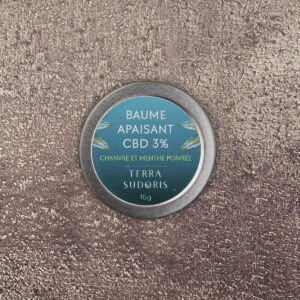 BAUME
APAISANT
CBD 3%
CHANVRE ET MENTHE POIVRÉE
TERRA
SUDORIS
15g